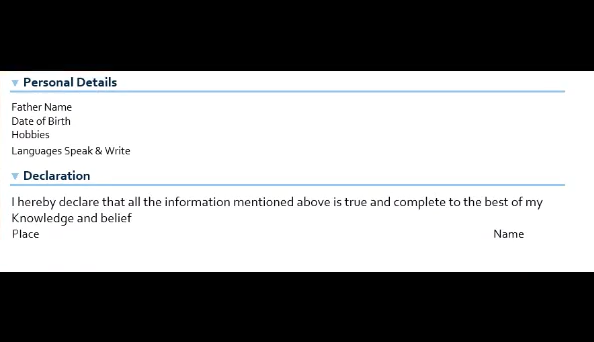 Personal Details
Father Name
Date of Birth
Hobbies
Languages Speak & Write
Declaration
I hereby declare that all the information mentioned above is true and complete to the best of my
Knowledge and belief
Place Name